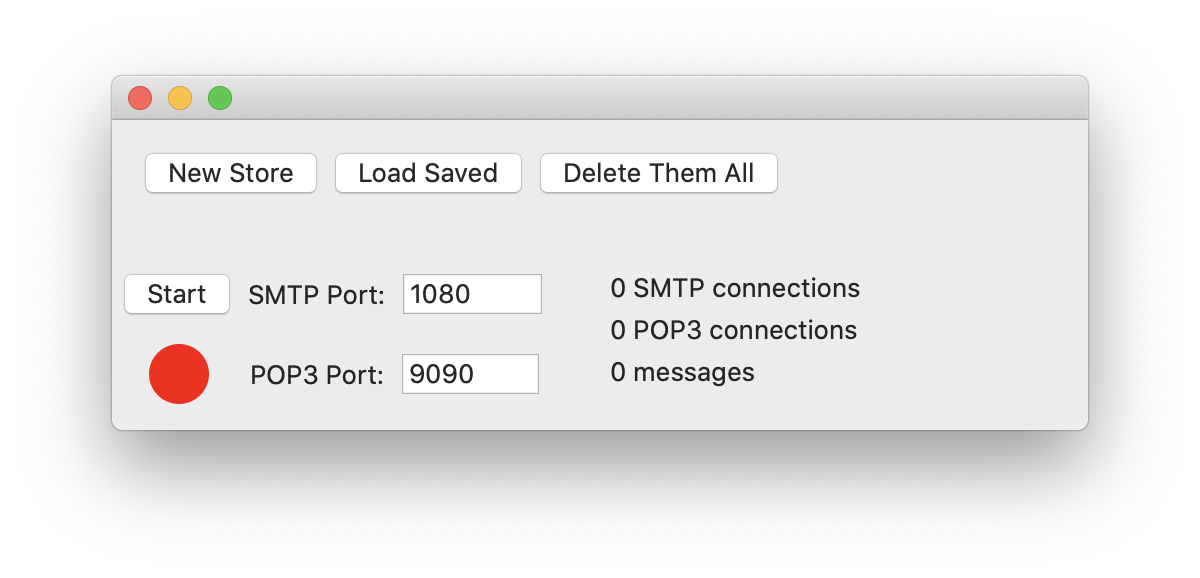 New Store Load Saved Delete Them All
Start SMTP Port: 1080
POP3 Port: 9090
0 SMTP connections
0 POP3 connections
0 messages